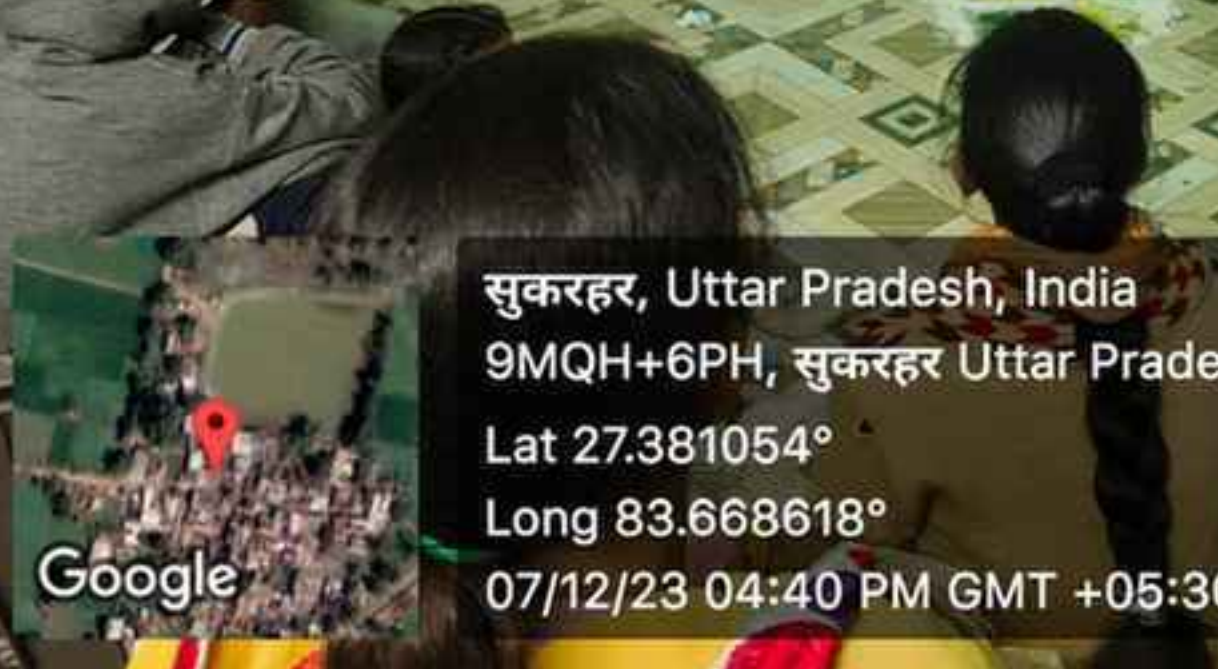 सुकरहर, Uttar Pradesh, India
9MQH+6PH, सुकरहर Uttar Prade
Lat 27.381054°
Long 83.668618°
07/12/23 04:40 PM GMT +05:30
Google